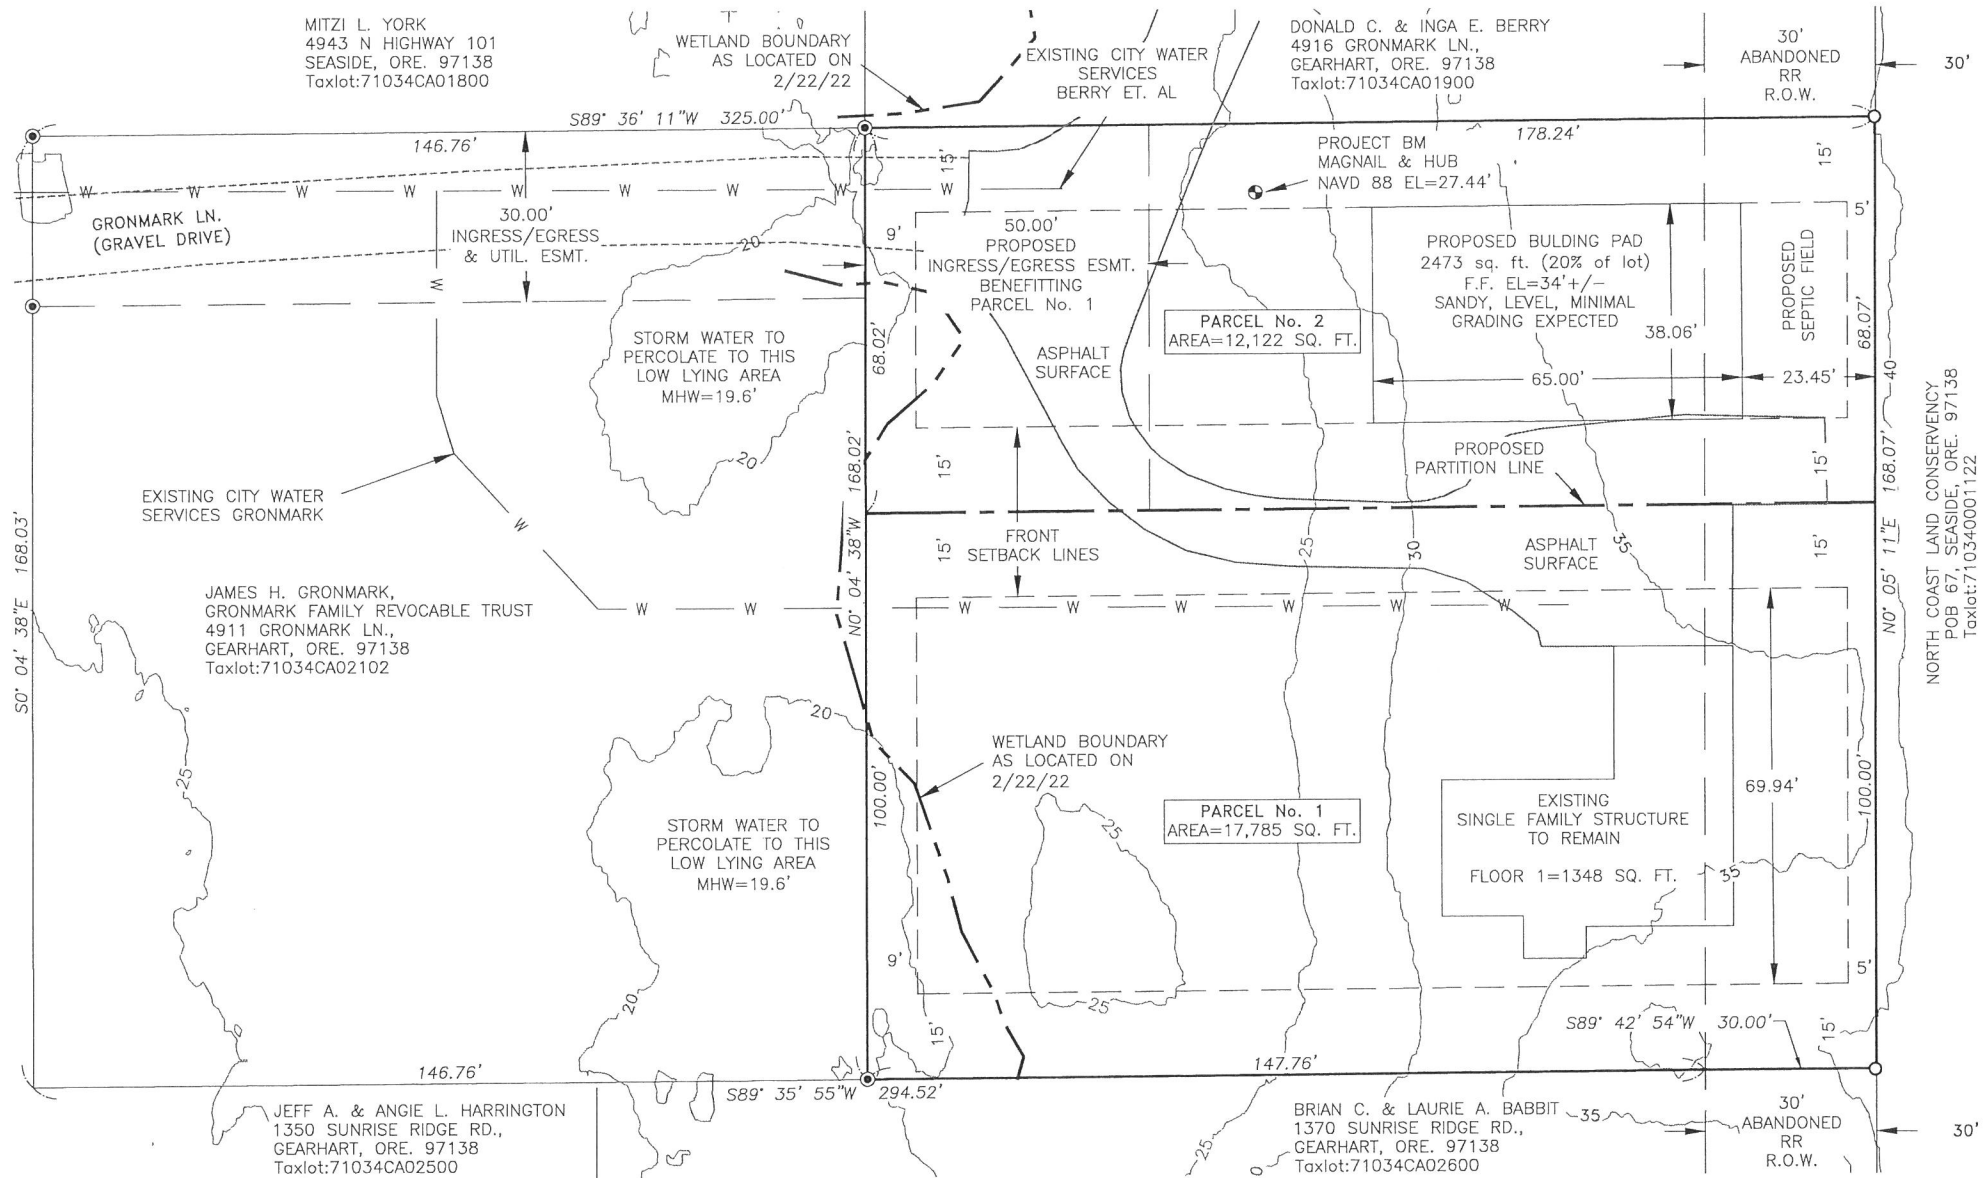 MITZI L. YORK
4943 N HIGHWAY 101
SEASIDE, ORE. 97138
Taxlot:71034CA01800
WETLAND BOUNDARY
AS LOCATED ON
2/22/22
EXISTING CITY WATER
SERVICES
BERRY ET. AL
DONALD C. & INGA E. BERRY
4916 GRONMARK LN.,
GEARHART, ORE. 97138
Taxlot:71034CA01900
30'
ABANDONED
RR
R.O.W.
30'
S89° 36' 11"W 325.00'
146.76'
178.24'
PROJECT BM
MAGNAIL & HUB
NAVD 88 EL=27.44'
15'
15'
W W W W W W W W W
GRONMARK LN.
(GRAVEL DRIVE)
30.00'
INGRESS/EGRESS
& UTIL. ESMT.
W
20
9'
50.00'
PROPOSED
INGRESS/EGRESS ESMT.
BENEFITTING
PARCEL No. 1
PROPOSED BULDING PAD
2473 sq. ft. (20% of lot)
F.F. EL=34'+/-
SANDY, LEVEL, MINIMAL
GRADING EXPECTED
38.06'
PROPOSED
SEPTIC FIELD
5'
68.07'
STORM WATER TO
PERCOLATE TO THIS
LOW LYING AREA
MHW=19.6'
68.02'
ASPHALT
SURFACE
PARCEL No. 2
AREA=12,122 SQ. FT.
65.00'
23.45'
40
20
168.02'
15'
PROPOSED
PARTITION LINE
15'
168.07'
NORTH COAST LAND CONSERVENCY
POB 67, SEASIDE, ORE. 97138
Taxlot:710340001122
EXISTING CITY WATER
SERVICES GRONMARK
W
S0° 04' 38"E 168.03'
N0° 04' 38"W
15'
FRONT
SETBACK LINES
25
30
35
ASPHALT
SURFACE
15'
N0° 05' 11"E
JAMES H. GRONMARK,
GRONMARK FAMILY REVOCABLE TRUST
4911 GRONMARK LN.,
GEARHART, ORE. 97138
Taxlot:71034CA02102
W W W W W W W W W
20
25
WETLAND BOUNDARY
AS LOCATED ON
2/22/22
100.00'
69.94'
100.00'
STORM WATER TO
PERCOLATE TO THIS
LOW LYING AREA
MHW=19.6'
25
PARCEL No. 1
AREA=17,785 SQ. FT.
EXISTING
SINGLE FAMILY STRUCTURE
TO REMAIN
FLOOR 1=1348 SQ. FT.
35
9'
5'
20
25
15'
S89° 42' 54"W 30.00'
15'
146.76'
147.76'
S89° 35' 55"W 294.52'
JEFF A. & ANGIE L. HARRINGTON
1350 SUNRISE RIDGE RD.,
GEARHART, ORE. 97138
Taxlot:71034CA02500
25
BRIAN C. & LAURIE A. BABBIT
1370 SUNRISE RIDGE RD.,
GEARHART, ORE. 97138
Taxlot:71034CA02600
35
30'
ABANDONED
RR
R.O.W.
30'